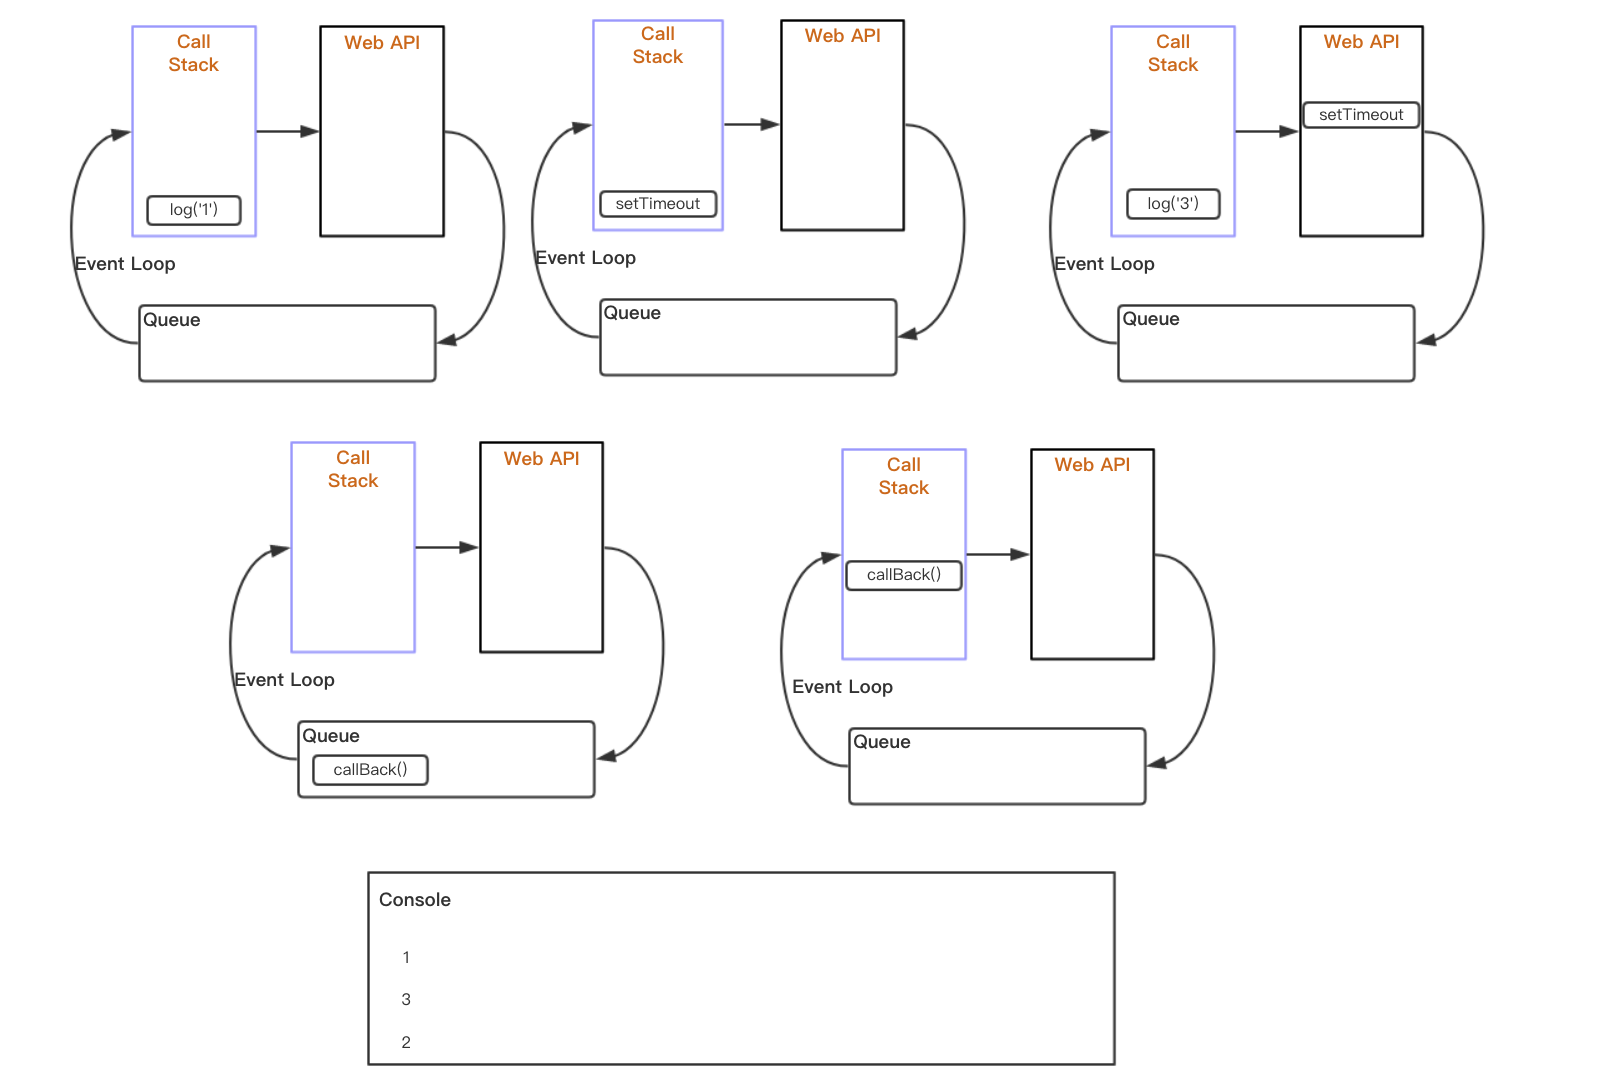 Call
Stack
Web API
log('1')
Event Loop
Queue
Call
Stack
Web API
setTimeout
Event Loop
Queue
Call
Stack
Web API
setTimeout
log('3')
Event Loop
Queue
Call
Stack
Web API
Event Loop
Queue
callBack()
Call
Stack
Web API
callBack()
Event Loop
Queue
Console
1
3
2